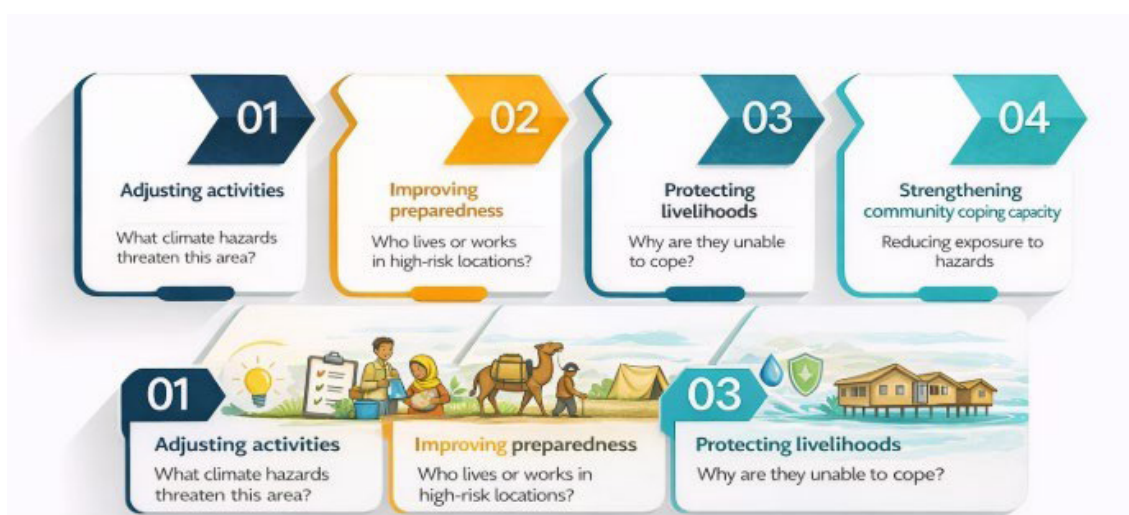 01
Adjusting activities
What climate hazards
threaten this area?
02
Improving
preparedness
Who lives or works
in high-risk locations?
03
Protecting
livelihoods
Why are they unable
to cope?
04
Strengthening
community coping capacity
Reducing exposure to
hazards
01
Adjusting activities
What climate hazards
threaten this area?
Improving preparedness
Who lives or works in
high-risk locations?
03
Protecting livelihoods
Why are they unable to cope?